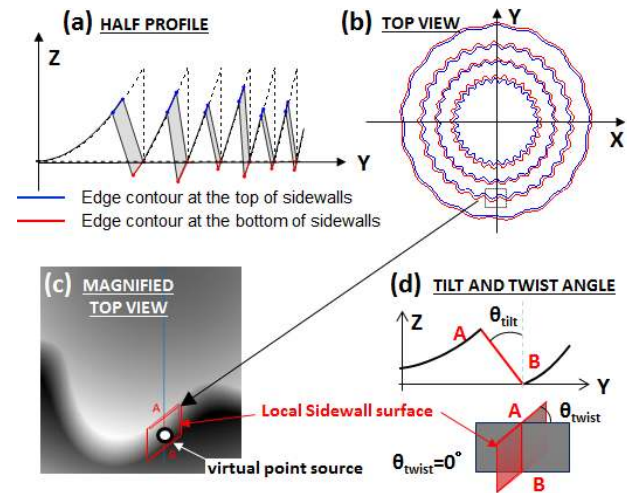 (a) HALF PROFILE
Z
Y
Edge contour at the top of sidewalls
Edge contour at the bottom of sidewalls
(b) TOP VIEW
Y
X
(c) MAGNIFIED
TOP VIEW
A
B
Local Sidewall surface
virtual point source
(d) TILT AND TWIST ANGLE
Z
A
θtilt
B
Y
A
θtwist
θtwist=0°
B